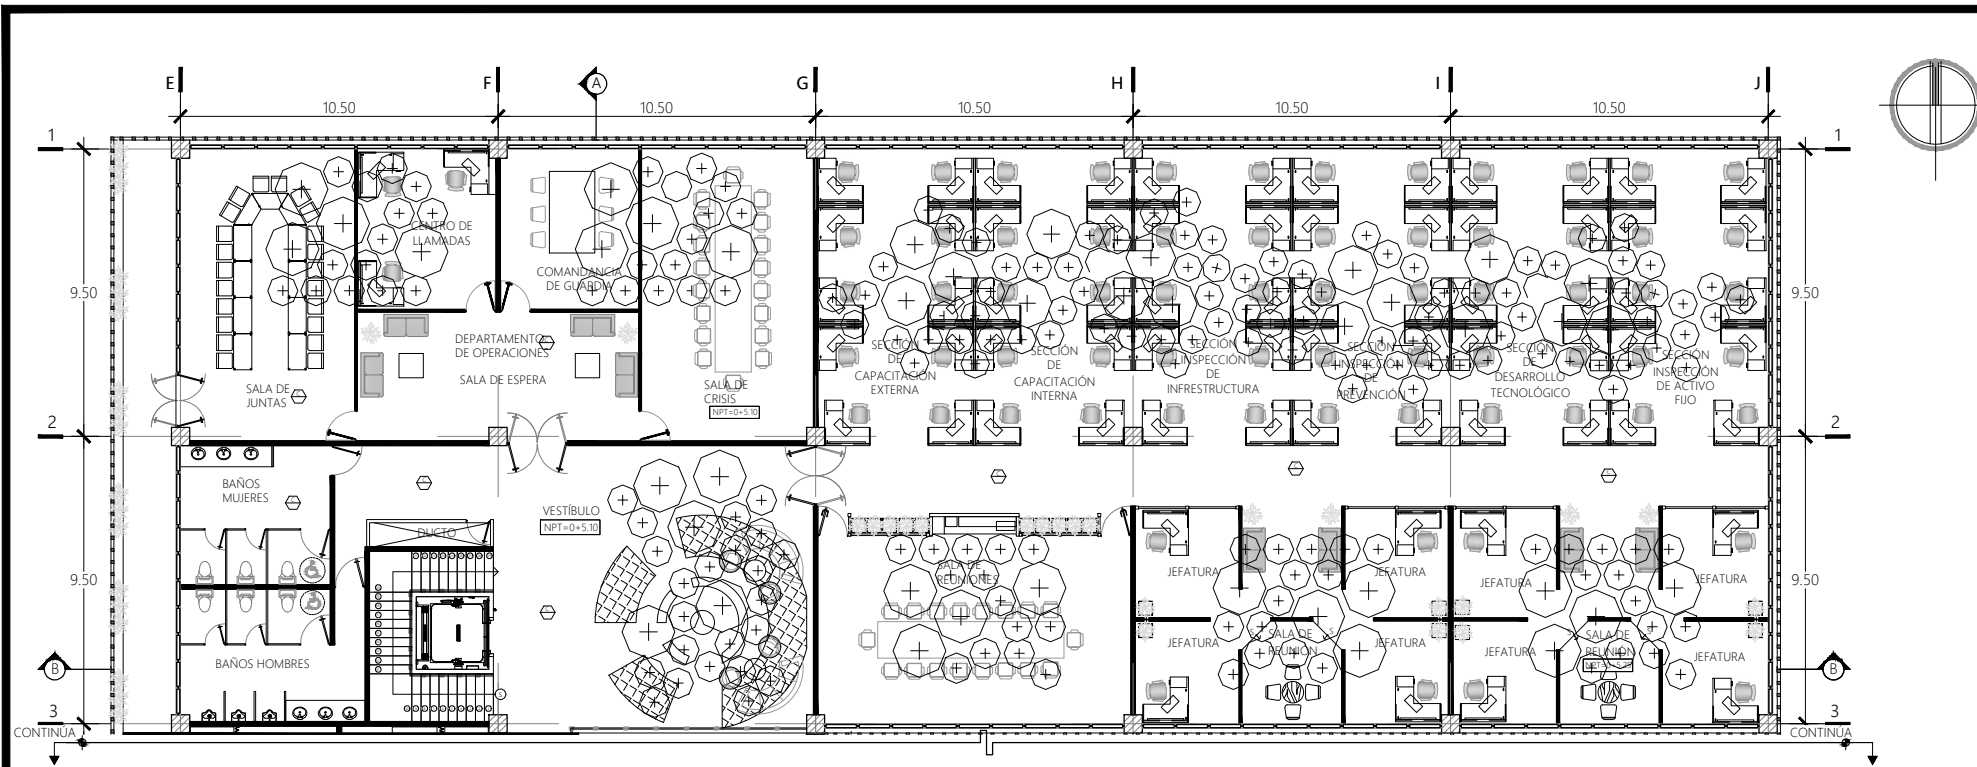 E
F
A
G
H
I
J
10.50
10.50
10.50
10.50
10.50
1
1
9.50
9.50
CENTRO DE
LLAMADAS
COMANDANCIA
DE GUARDIA
DEPARTAMENTO
DE OPERACIONES
SALA DE ESPERA
SALA DE
JUNTAS
SALA DE
CRISIS
NPT=0+5.10
SECCIÓN
DE
CAPACITACIÓN
EXTERNA
SECCIÓN
DE
CAPACITACIÓN
INTERNA
SECCIÓN
INSPECCIÓN
DE
INFRESTRUCTURA
SECCIÓN
INSPECCIÓN
DE
PREVENCIÓN
SECCIÓN
DE
DESARROLLO
TECNOLÓGICO
SECCIÓN
INSPECCIÓN
DE ACTIVO
FIJO
2
2
BAÑOS
MUJERES
VESTÍBULO
NPT=0+5.10
DUCTO
9.50
9.50
SALA DE
REUNIONES
JEFATURA
JEFATURA
JEFATURA
JEFATURA
JEFATURA
SALA DE
REUNIÓN
JEFATURA
JEFATURA
SALA DE
REUNIÓN
JEFATURA
BAÑOS HOMBRES
S
B
B
3
3
CONTINÚA
CONTINÚA